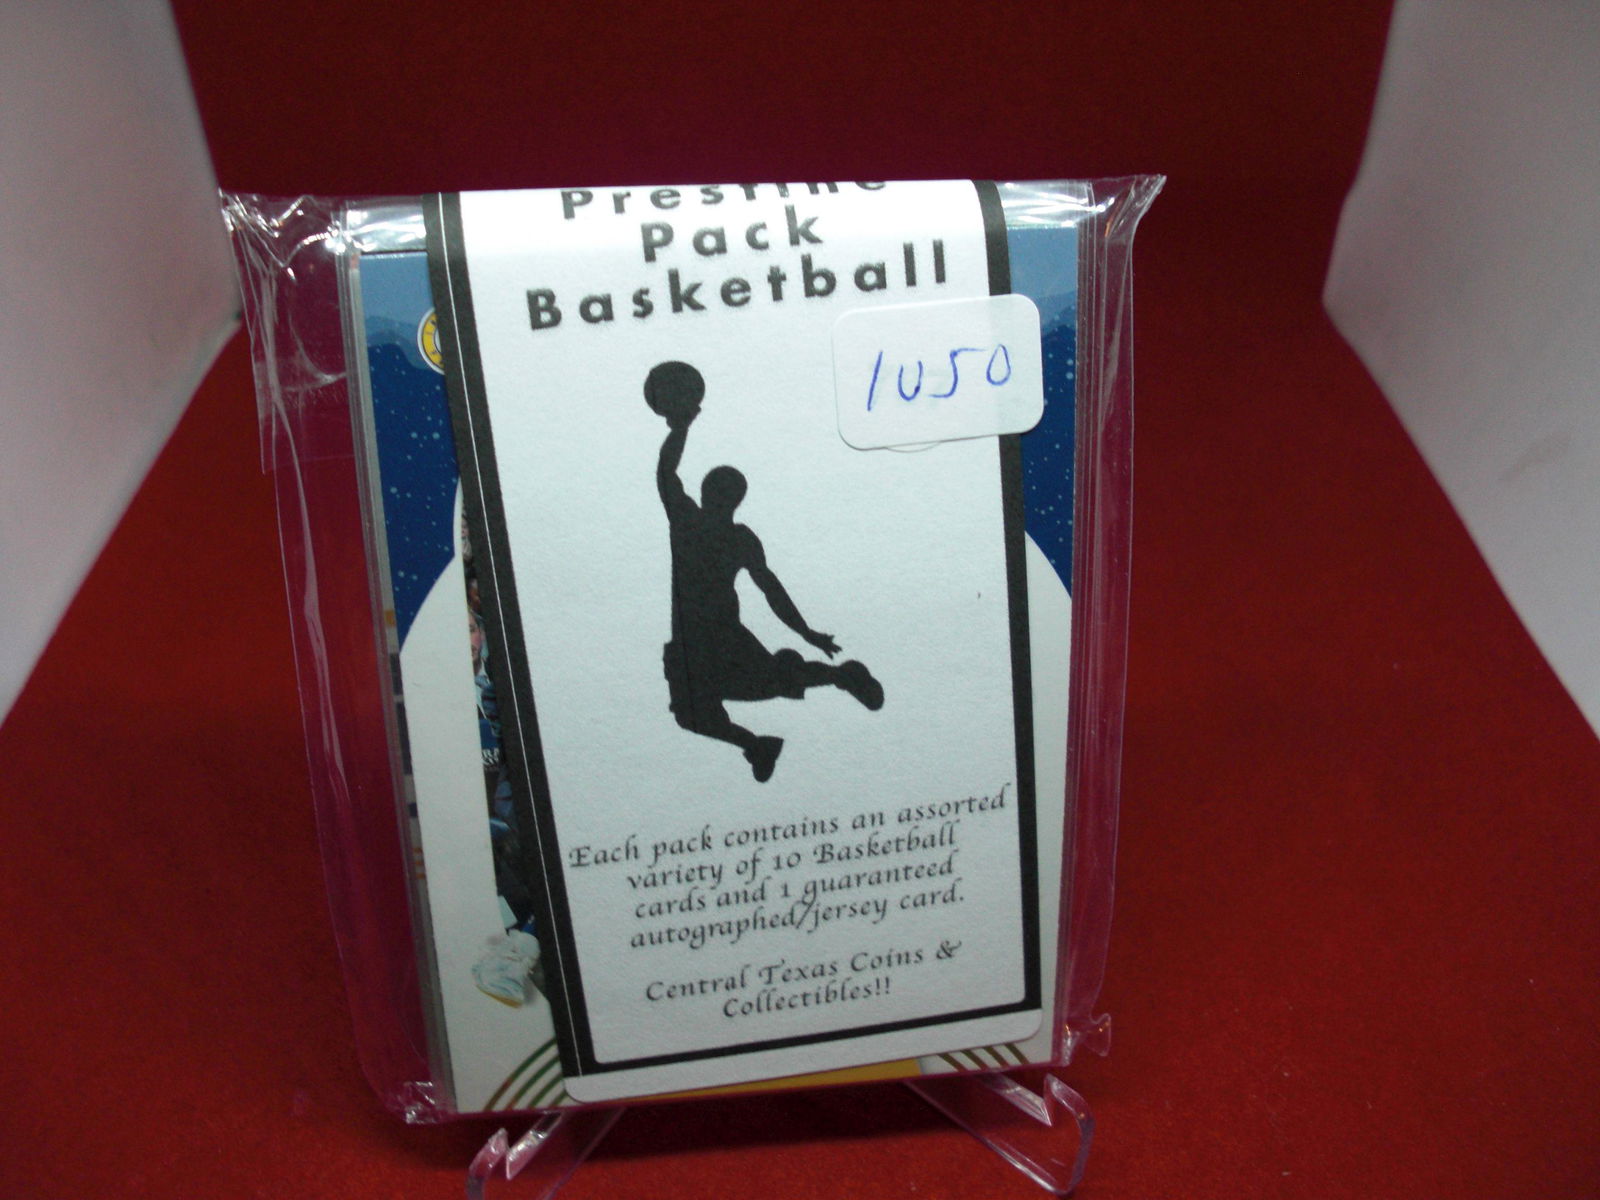 Prestine
Pack
Basketball
1U50
Each pack contains an assorted
variety of 10 Basketball
cards and 1 guaranteed
autographed/jersey card.
Central Texas Coins &
Collectibles!!